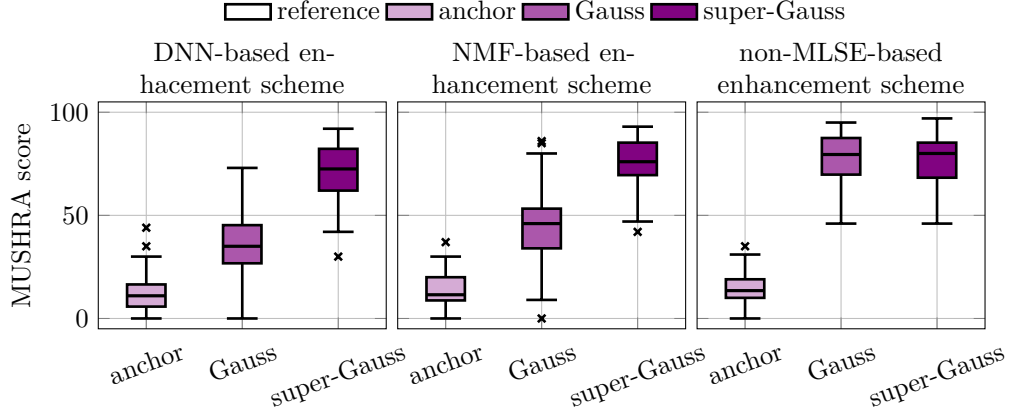 reference anchor Gauss super-Gauss
DNN-based en-
hacement scheme
NMF-based en-
hancement scheme
non-MLSE-based
enhancement scheme
MUSHRA score
100
50
0
anchor Gauss super-Gauss anchor Gauss super-Gauss anchor Gauss super-Gauss